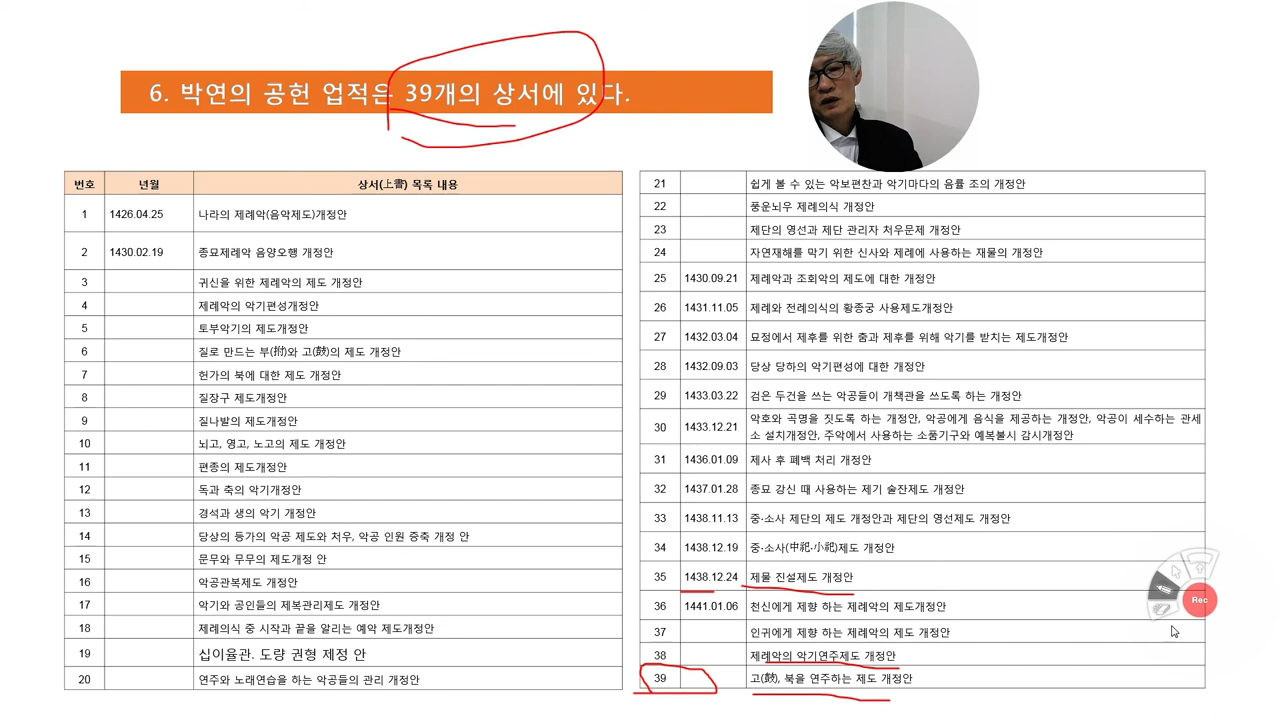 6. 박연의 공헌 업적은 39개의 상서에 있다.
번호 년월 상서(上書) 목록 내용
1 1426.04.25 나라의 제례악(음악제도)개정안
2 1430.02.19 종묘제례악 음양오행 개정안
3 귀신을 위한 제례악의 제도 개정안
4 제례악의 악기편성개정안
5 토부악기의 제도개정안
6 질로 만드는 부(拊)와 고(鼓)의 제도 개정안
7 헌가의 북에 대한 제도 개정안
8 질장구 제도개정안
9 질나발의 제도개정안
10 뇌고, 영고, 노고의 제도 개정안
11 편종의 제도개정안
12 독과 축의 악기개정안
13 경석과 생의 악기 개정안
14 당상의 등가의 악공 제도와 처우, 악공 인원 증축 개정 안
15 문무와 무무의 제도개정 안
16 악공관복제도 개정안
17 악기와 공인들의 제복관리제도 개정안
18 제례의식 중 시작과 끝을 알리는 예악 제도개정안
19 십이율관. 도량 권형 제정 안
20 연주와 노래연습을 하는 악공들의 관리 개정안
21 쉽게 볼 수 있는 악보편찬과 악기마다의 음률 조의 개정안
22 풍운뇌우 제례의식 개정안
23 제단의 영선과 제단 관리자 처우문제 개정안
24 자연재해를 막기 위한 신사와 제례에 사용하는 재물의 개정안
25 1430.09.21 제례악과 조회악의 제도에 대한 개정안
26 1431.11.05 제례와 전례의식의 황종궁 사용제도개정안
27 1432.03.04 묘정에서 제후를 위한 춤과 제후를 위해 악기를 받치는 제도개정안
28 1432.09.03 당상 당하의 악기편성에 대한 개정안
29 1433.03.22 검은 두건을 쓰는 악공들이 개책관을 쓰도록 하는 개정안
30 1433.12.21 악호와 곡명을 짓도록 하는 개정안, 악공에게 음식을 제공하는 개정안, 악공이 세수하는 관세
소 설치개정안, 주악에서 사용하는 소품기구와 예복불시 감시개정안
31 1436.01.09 제사 후 폐백 처리 개정안
32 1437.01.28 종묘 강신 때 사용하는 제기 술잔제도 개정안
33 1438.11.13 중·소사 제단의 제도 개정안과 제단의 영선제도 개정안
34 1438.12.19 중·소사(中祀·小祀)제도 개정안
35 1438.12.24 제물 진설제도 개정안
36 1441.01.06 천신에게 제향 하는 제례악의 제도개정안
37 인귀에게 제향 하는 제례악의 제도 개정안
38 제례악의 악기연주제도 개정안
39 고(鼓), 북을 연주하는 제도 개정안
Rec